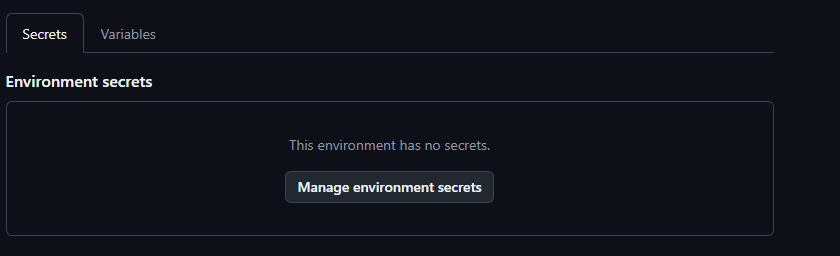 Secrets
Variables
Environment secrets
This environment has no secrets.
Manage environment secrets